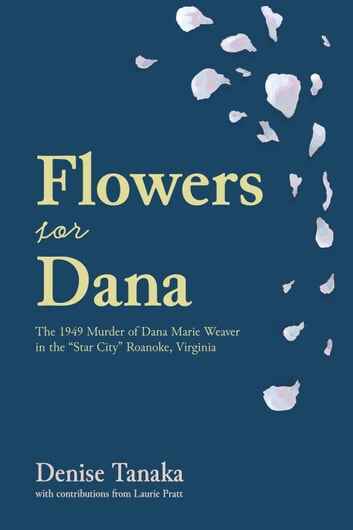 Flowers
for
Dana
The 1949 Murder of Dana Marie Weaver
in the “Star City” Roanoke, Virginia
Denise Tanaka
with contributions from Laurie Pratt